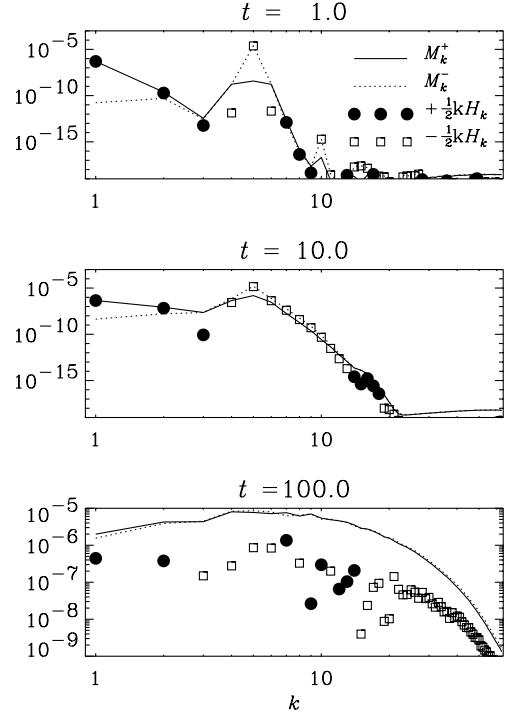 t = 1.0
10⁻⁵
10⁻¹⁰
10⁻¹⁵
M_k^+
M_k^-
+½kH_k
−½kH_k
1
10
t = 10.0
10⁻⁵
10⁻¹⁰
10⁻¹⁵
1
10
t =100.0
10⁻⁵
10⁻⁶
10⁻⁷
10⁻⁸
10⁻⁹
1
10
k